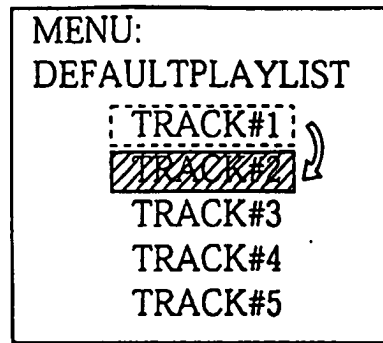 MENU:
DEFAULTPLAYLIST
TRACK#1
TRACK#2
TRACK#3
TRACK#4
TRACK#5